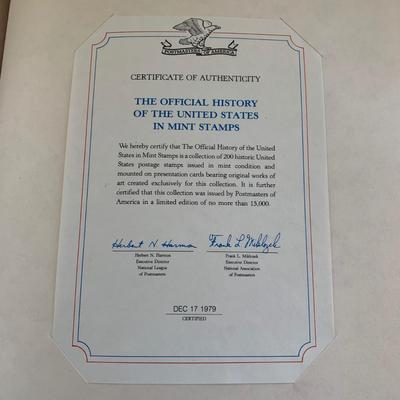 POSTMASTERS OF AMERICA
CERTIFICATE OF AUTHENTICITY
THE OFFICIAL HISTORY
OF THE UNITED STATES
IN MINT STAMPS
We hereby certify that The Official History of the United
States in Mint Stamps is a collection of 200 historic United
States postage stamps issued in mint condition and
mounted on presentation cards bearing original works of
art created exclusively for this collection. It is further
certified that this collection was issued by Postmasters of
America in a limited edition of no more than 15,000.
Herbert N. Harmon
Frank L.
Herbert N. Harmon
Executive Director
National League
of Postmasters
Frank L.
Executive Director
National Association
of Postmasters
DEC 17 1979
CERTIFIED